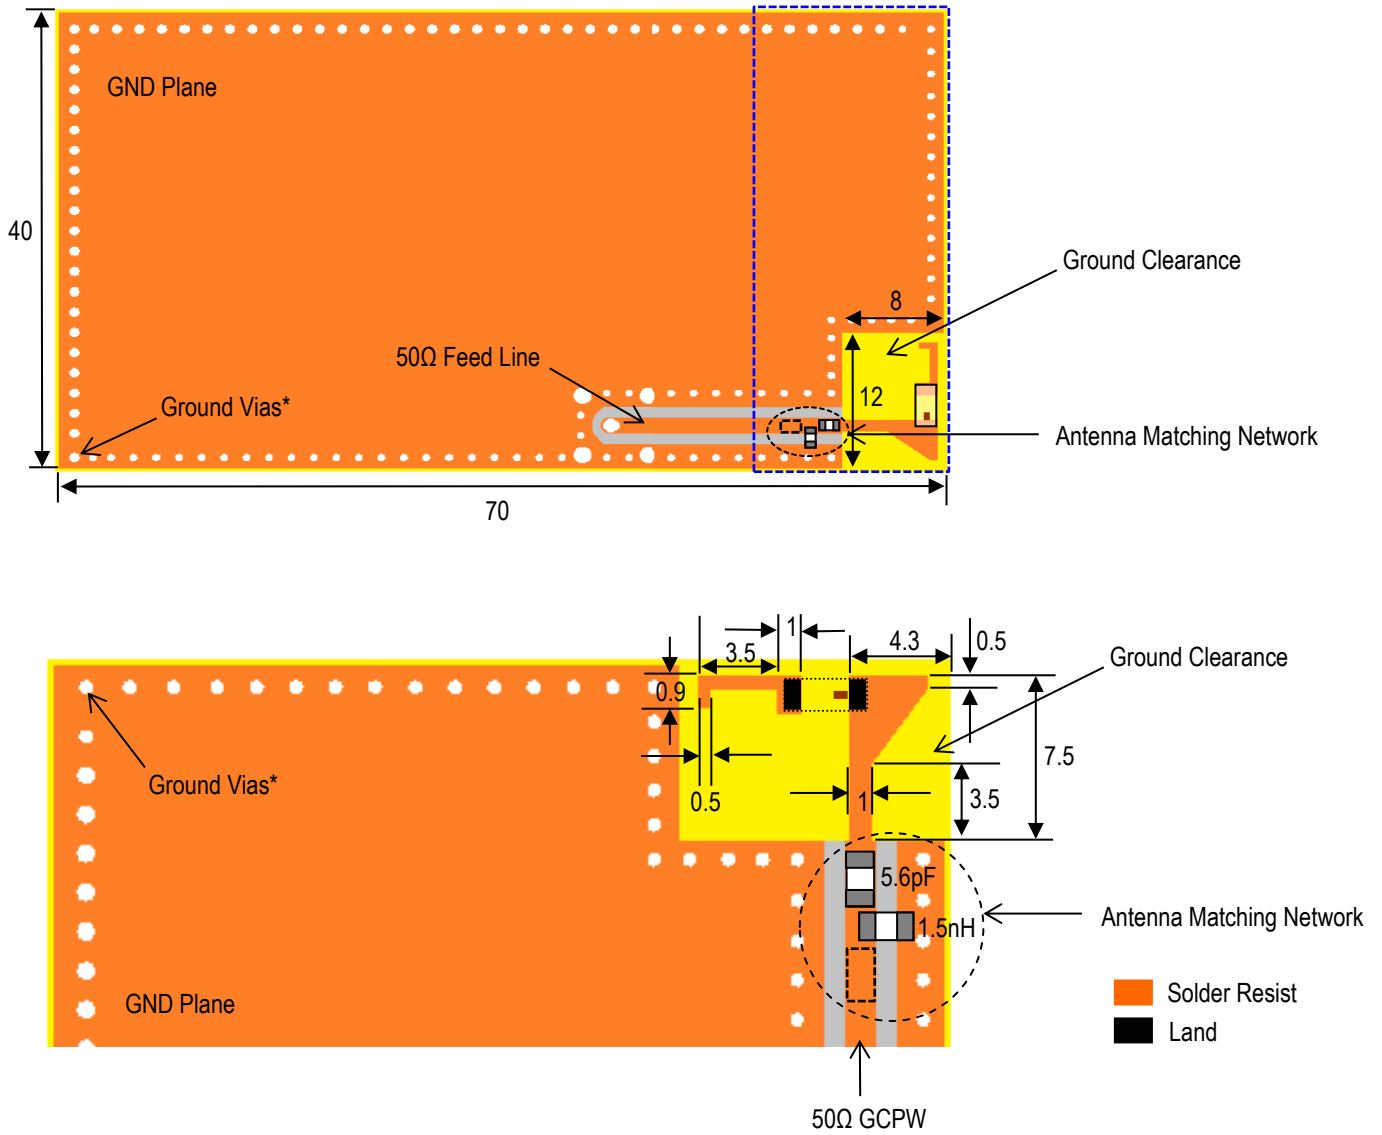 GND Plane
40
Ground Clearance
8
50Ω Feed Line
12
Ground Vias*
Antenna Matching Network
70
1
4.3
0.5
3.5
Ground Clearance
0.9
7.5
Ground Vias*
0.5
1
3.5
5.6pF
1.5nH
Antenna Matching Network
GND Plane
Solder Resist
Land
50Ω GCPW